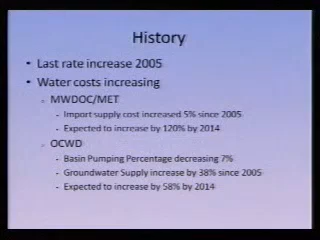 History
• Last rate increase 2005
• Water costs increasing
o MWDOC/MET
- Import supply cost increased 5% since 2005
- Expected to increase by 120% by 2014
o OCWD
- Basin Pumping Percentage decreasing 7%
- Groundwater Supply increase by 38% since 2005
- Expected to increase by 58% by 2014